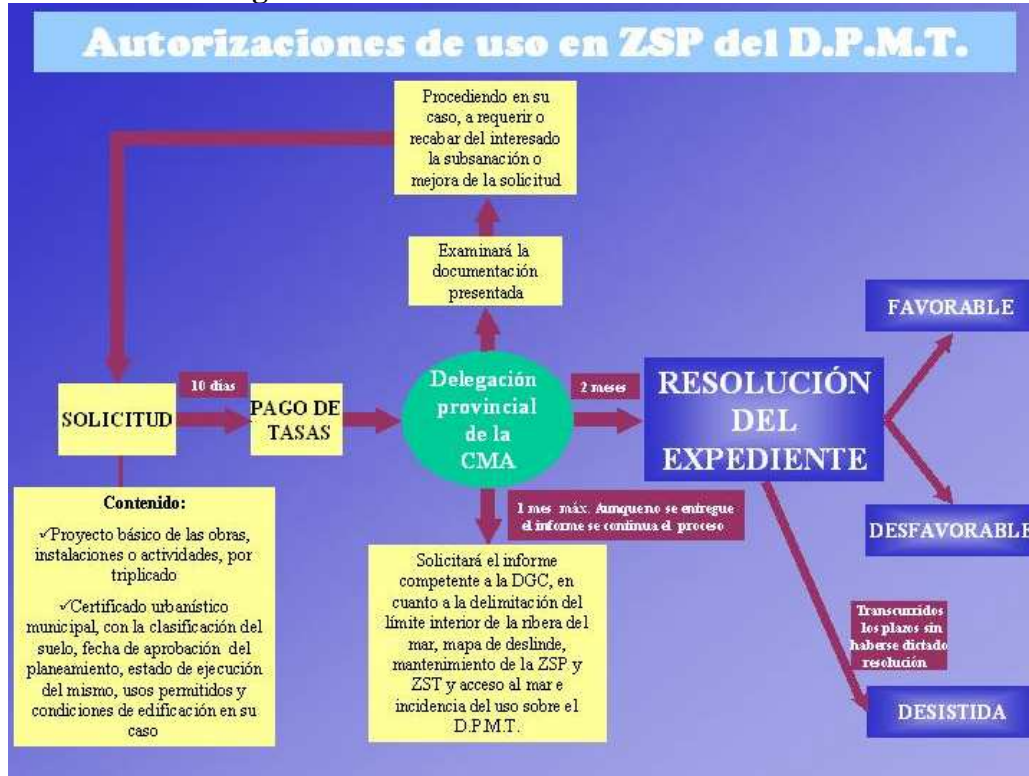 Autorizaciones de uso en ZSP del D.P.M.T.
Procediendo en su
caso, a requerir o
recabar del interesado
la subsanación o
mejora de la solicitud
Examinará la
documentación
presentada
FAVORABLE
SOLICITUD
10 días
PAGO DE
TASAS
Delegación
provincial
de la
CMA
2 meses
RESOLUCIÓN
DEL
EXPEDIENTE
Contenido:
✓Proyecto básico de las obras,
instalaciones o actividades, por
triplicado
✓Certificado urbanístico
municipal, con la clasificación del
suelo, fecha de aprobación del
planeamiento, estado de ejecución
del mismo, usos permitidos y
condiciones de edificación en su
caso
1 mes máx. Aunque no se entregue
el informe se continua el proceso
Solicitará el informe
competente a la DGC, en
cuanto a la delimitación del
límite interior de la ribera del
mar, mapa de deslinde,
mantenimiento de la ZSP y
ZST y acceso al mar e
incidencia del uso sobre el
D.P.M.T.
DESFAVORABLE
Transcurridos
los plazos sin
haberse dictado
resolución
DESISTIDA